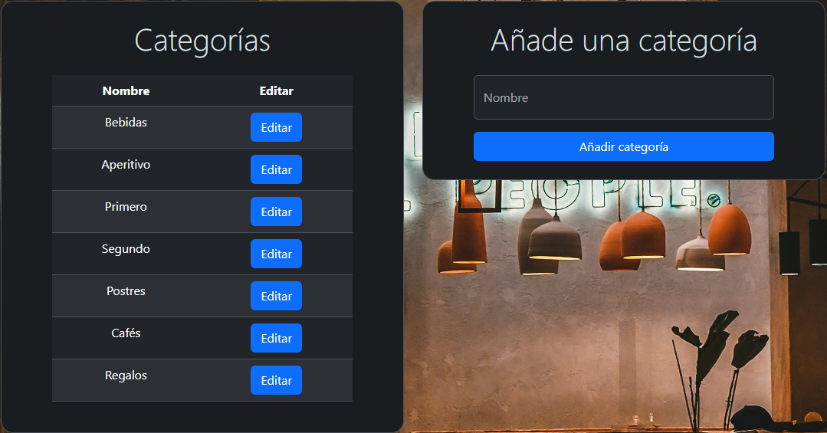 Categorías
Nombre Editar
Bebidas Editar
Aperitivo Editar
Primero Editar
Segundo Editar
Postres Editar
Cafés Editar
Regalos Editar
Añade una categoría
Nombre
Añadir categoría
PEOPLE.